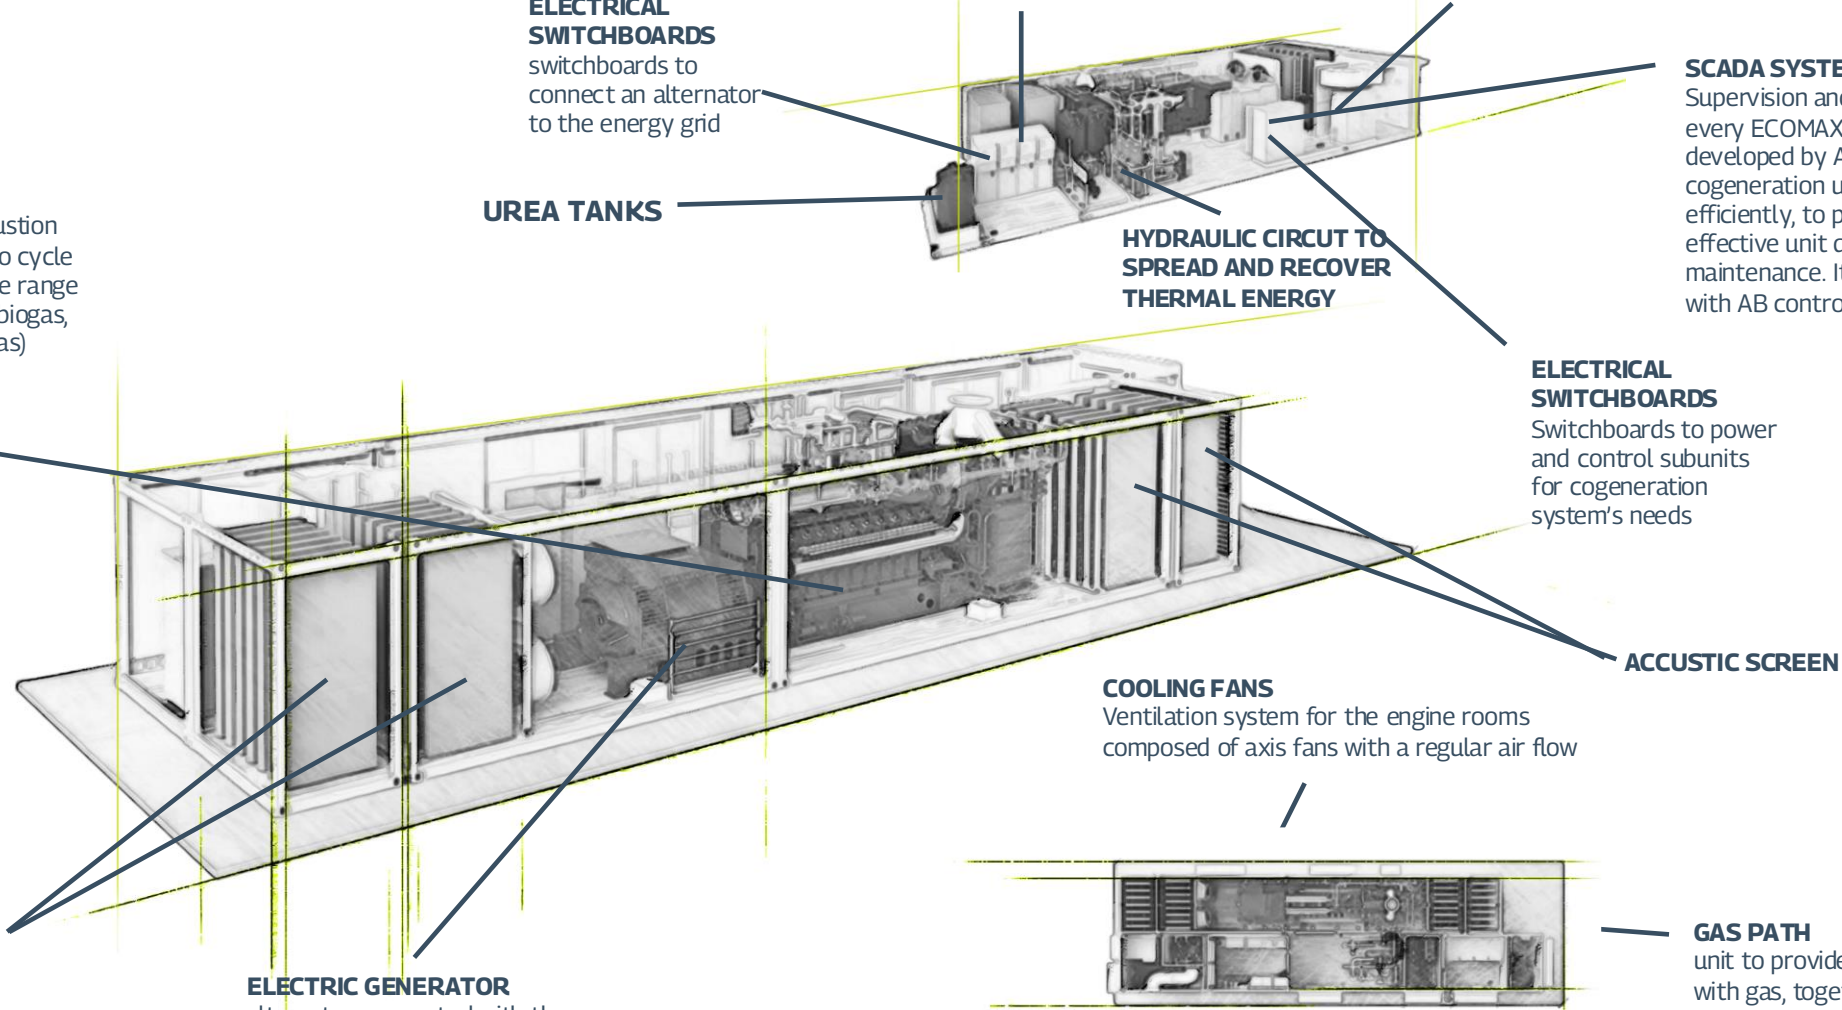 ELECTRICAL
SWITCHBOARDS
switchboards to
connect an alternator
to the energy grid
UREA TANKS
HYDRAULIC CIRCUT TO
SPREAD AND RECOVER
THERMAL ENERGY
SCADA SYSTE
Supervision and
every ECOMAX
developed by A
cogeneration u
efficiently, to p
effective unit
maintenance. It
with AB contro
ustion
o cycle
e range
biogas,
as)
ELECTRICAL
SWITCHBOARDS
Switchboards to power
and control subunits
for cogeneration
system's needs
ACCUSTIC SCREEN
COOLING FANS
Ventilation system for the engine rooms
composed of axis fans with a regular air flow
ELECTRIC GENERATOR
GAS PATH
unit to provide
with gas, toge